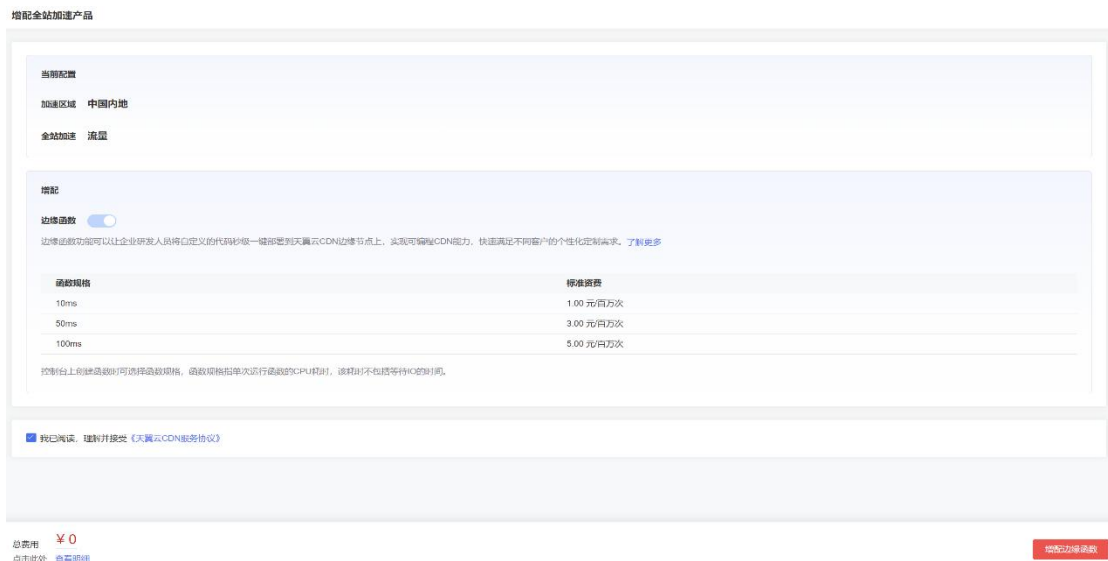 增配全站加速产品
当前配置
加速区域 中国内地
全站加速 流量
增配
边缘函数
边缘函数功能可以让企业研发人员将自定义的代码秒级一键部署到天翼云CDN边缘节点上，实现可编程CDN能力，快速满足不同客户的个性化定制需求。了解更多
函数规格 标准资费
10ms 1.00 元/百万次
50ms 3.00 元/百万次
100ms 5.00 元/百万次
控制台上创建函数时可选择函数规格，函数规格指单次运行函数的CPU耗时，该耗时不包括等待IO的时间。
我已阅读，理解并接受《天翼云CDN服务协议》
总费用 ¥ 0
点击此处 查看明细
增配边缘函数